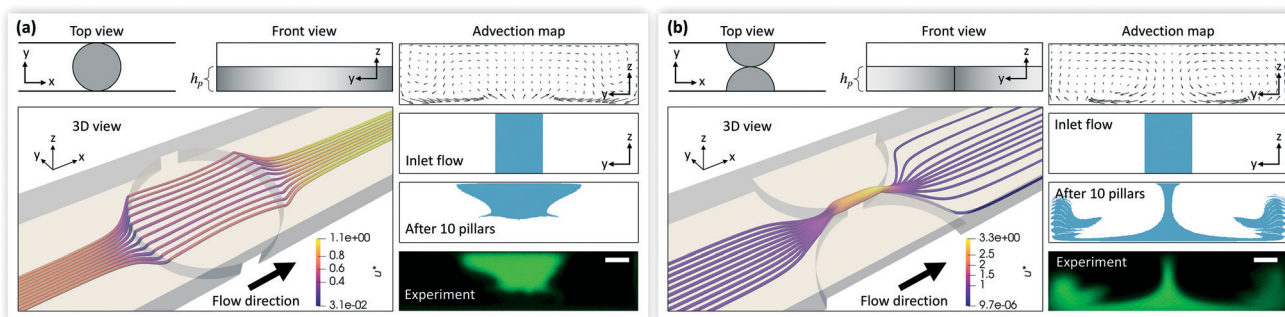 (a)
Top view
y
x
Front view
hp
z
y
Advection map
z
y
3D view
z
y
x
1.1e+00
0.8
0.6
0.4
3.1e-02
u*
Flow direction
Inlet flow
z
y
After 10 pillars
Experiment
(b)
Top view
y
x
Front view
hp
z
y
Advection map
z
y
3D view
z
y
x
3.3e+00
2.5
2
1.5
1
9.7e-06
u*
Flow direction
Inlet flow
z
y
After 10 pillars
Experiment